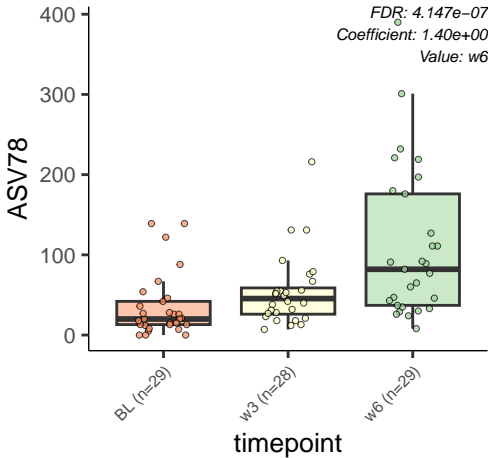 FDR: 4.147e−07
Coefficient: 1.40e+00
Value: w6
400
300
200
100
0
ASV78
BL (n=29)
w3 (n=28)
w6 (n=29)
timepoint